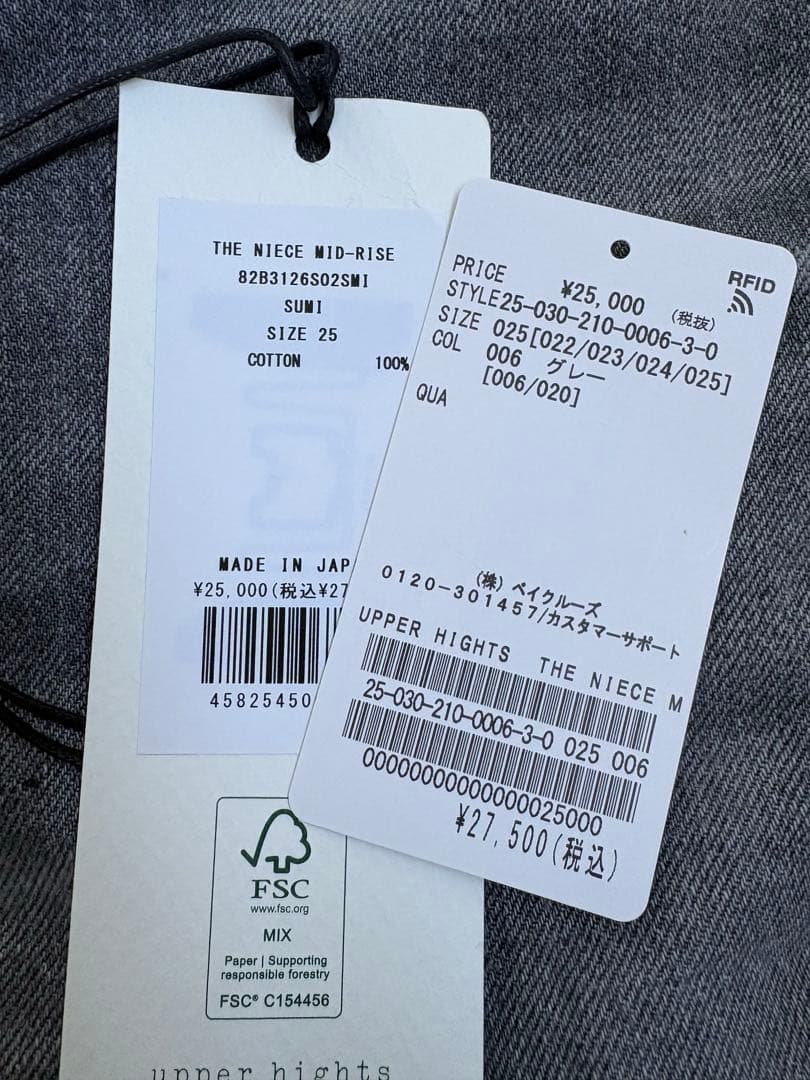 THE NIECE MID-RISE
82B3126S02SMI
SUMI
SIZE 25
COTTON 100%
MADE IN JAP
¥25,000(税込¥27
45825450
FSC
www.fsc.org
MIX
Paper | Supporting
responsible forestry
FSC® C154456
upper hights
RFID
PRICE ¥25,000 (税抜)
STYLE25-030-210-0006-3-0
SIZE 025[022/023/024/025]
COL 006 グレー
[006/020]
QUA
(株) ベイクルーズ
0120-301457/カスタマーサポート
UPPER HIGHTS THE NIECE M
25-030-210-0006-3-0 025 006
00000000000000025000
¥27,500(税込)